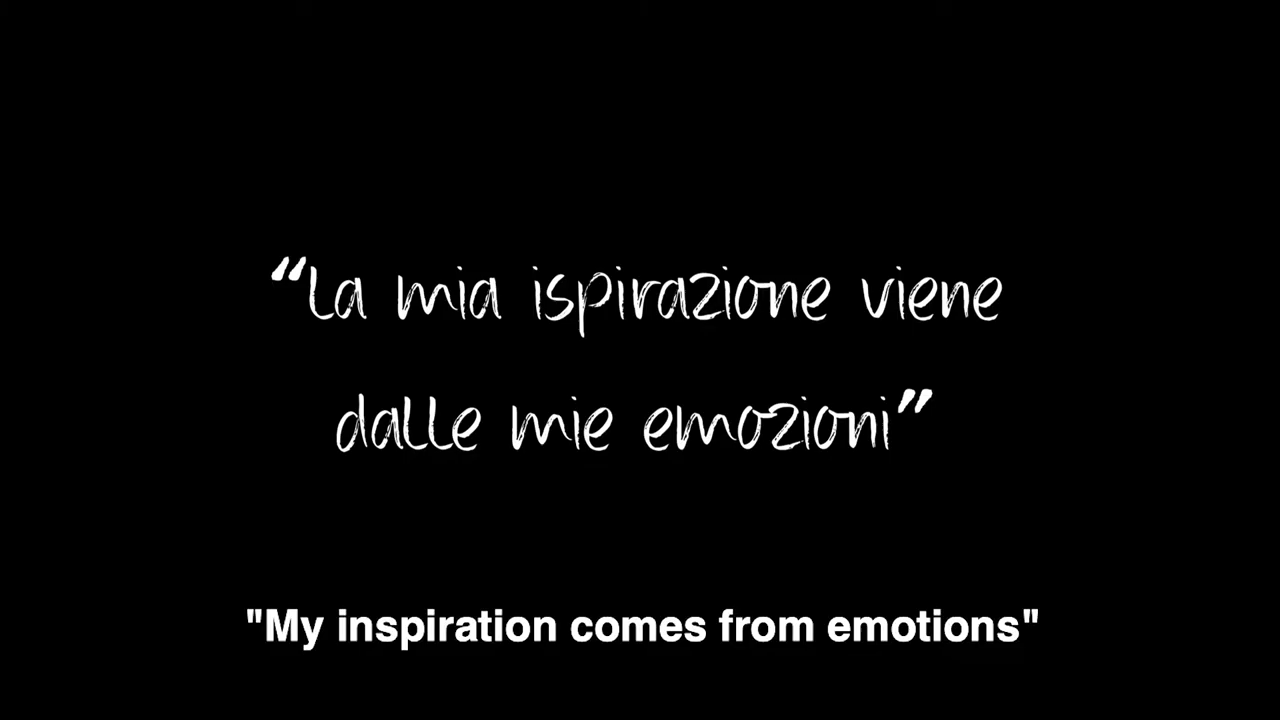 “La mia ispirazione viene
dalle mie emozioni”
"My inspiration comes from emotions"